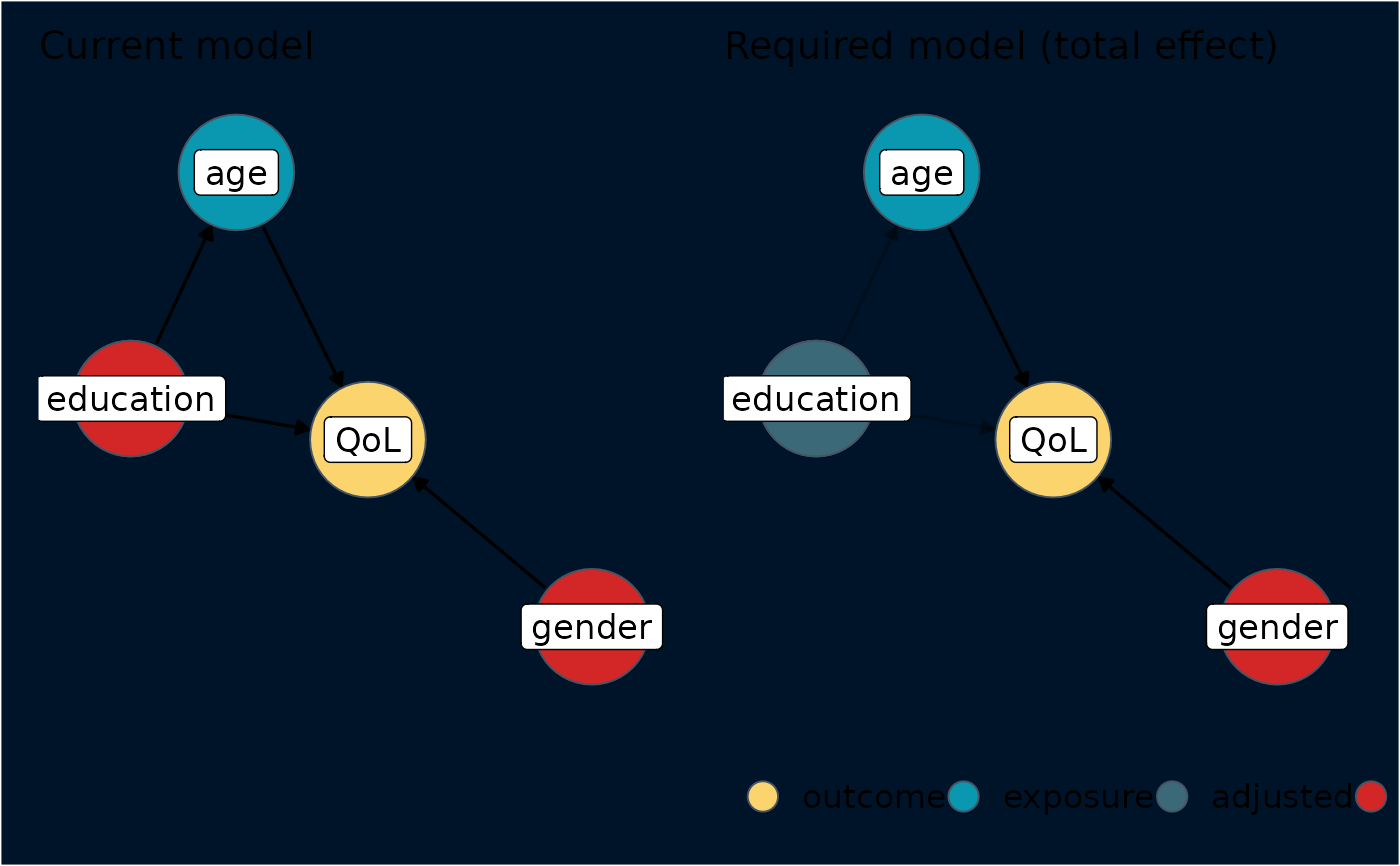 Current model
Required model (total effect)
age
age
education
education
QoL
QoL
gender
gender
outcome
exposure
adjusted